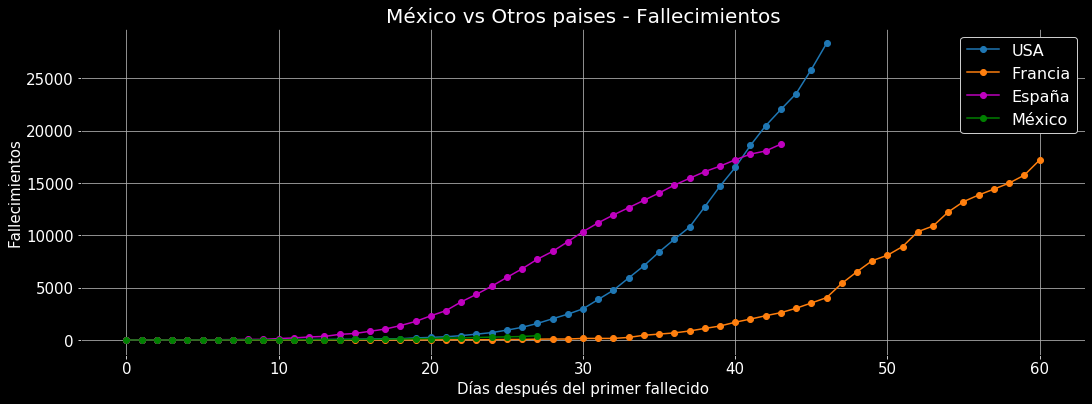 México vs Otros paises - Fallecimientos
USA
Francia
España
México
Fallecimientos
25000
20000
15000
10000
5000
0
0 10 20 30 40 50 60
Días después del primer fallecido